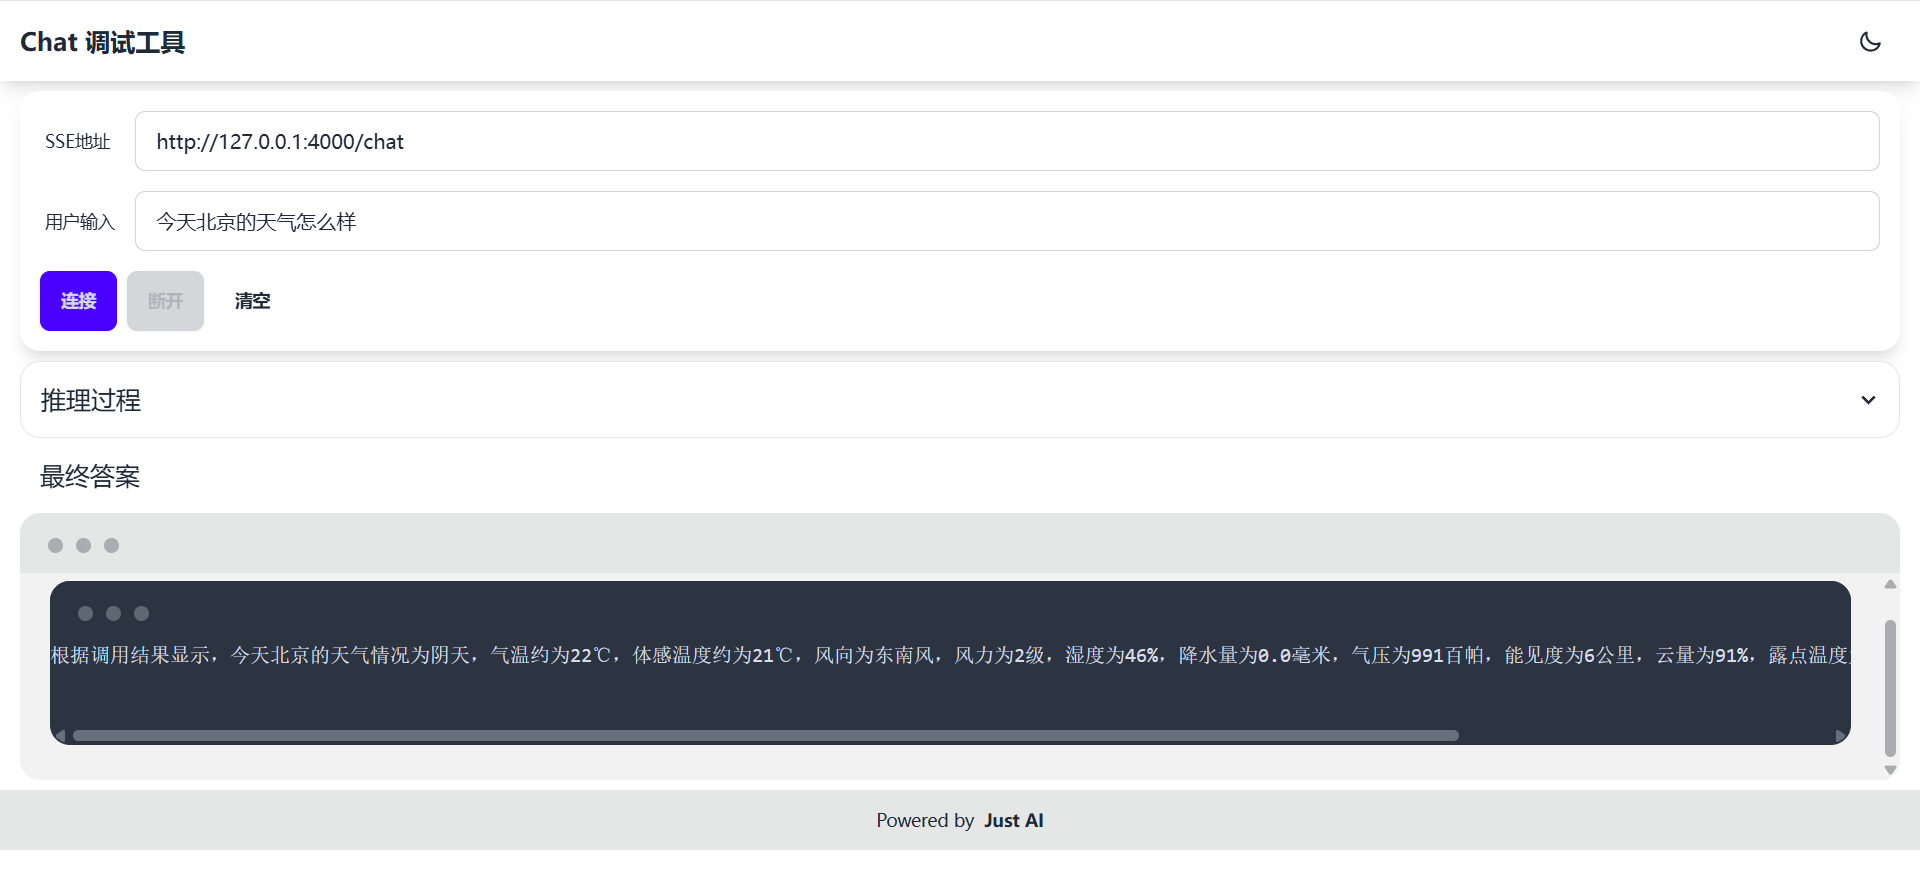 Chat 调试工具
SSE地址
http://127.0.0.1:4000/chat
用户输入
今天北京的天气怎么样
连接 断开 清空
推理过程
最终答案
根据调用结果显示，今天北京的天气情况为阴天，气温约为22℃，体感温度约为21℃，风向为东南风，风力为2级，湿度为46%，降水量为0.0毫米，气压为991百帕，能见度为6公里，云量为91%，露点温度
Powered by Just AI